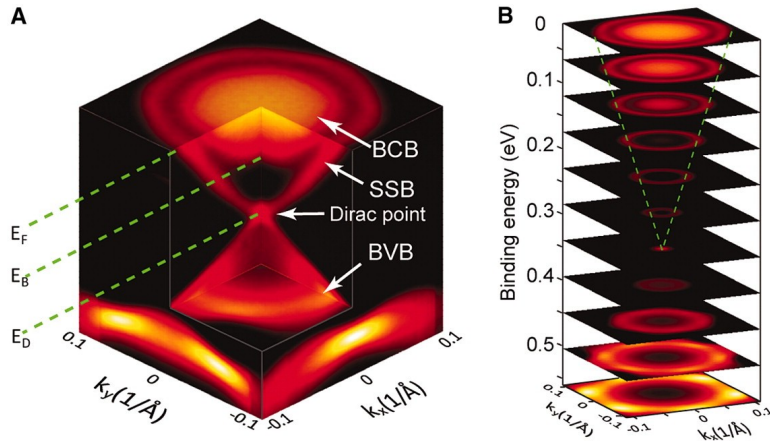 A
BCB
SSB
Dirac point
BVB
E_F
E_B
E_D
0.1
0
-0.1
k_y(1/Å)
-0.1
0
0.1
k_x(1/Å)
B
0
0.1
0.2
0.3
0.4
0.5
Binding energy (eV)
0.1
0
-0.1
k_y(1/Å)
-0.1
0
0.1
k_x(1/Å)